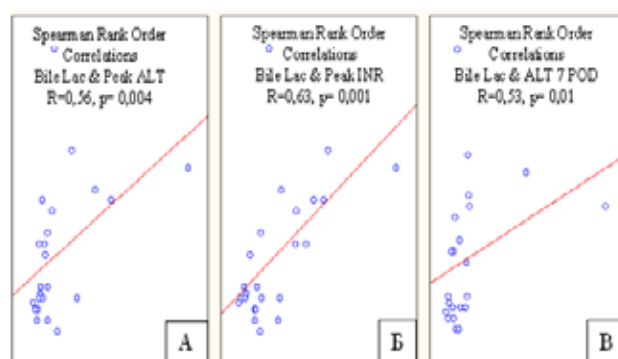 Spearman Rank Order
Correlations
Bile Lac & Peak ALT
R=0,56, p= 0,004
А
Spearman Rank Order
Correlations
Bile Lac & Peak INR
R=0,63, p= 0,001
Б
Spearman Rank Order
Correlations
Bile Lac & ALT 7 POD
R=0,53, p= 0,01
В